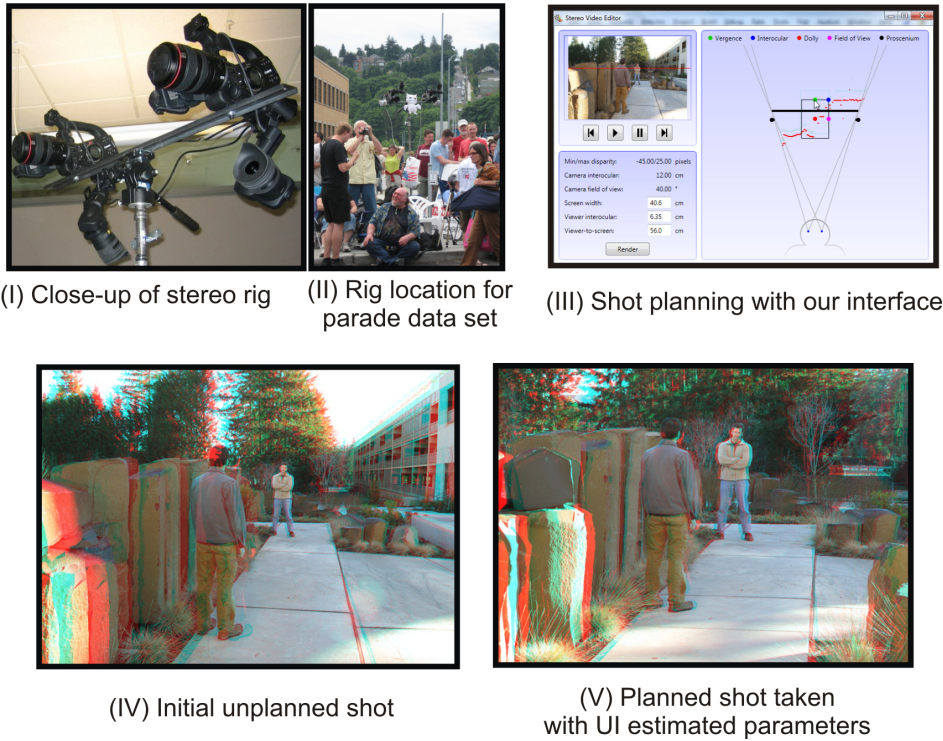 (I) Close-up of stereo rig
(II) Rig location for
parade data set
Stereo Video Editor
Vergence Interocular Dolly Field of View Proscenium
Min/max disparity: -45.00/25.00 pixels
Camera interocular: 12.00 cm
Camera field of view: 40.00 °
Screen width: 40.6 cm
Viewer interocular: 6.35 cm
Viewer-to-screen: 56.0 cm
Render
(III) Shot planning with our interface
(IV) Initial unplanned shot
(V) Planned shot taken
with UI estimated parameters